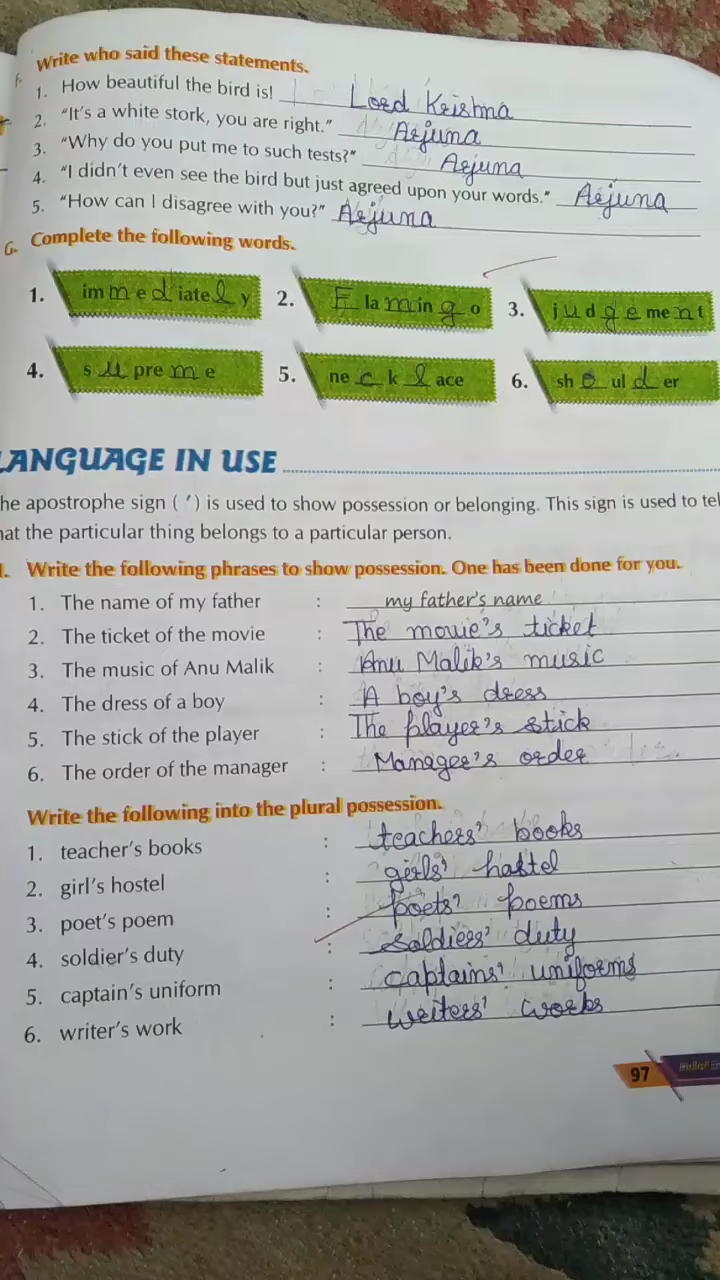 Write who said these statements.
1. How beautiful the bird is! Lord Krishna
2. "It's a white stork, you are right." Arjuna
3. "Why do you put me to such tests?" Arjuna
4. "I didn't even see the bird but just agreed upon your words." Arjuna
5. "How can I disagree with you?" Arjuna
G. Complete the following words.
1. immediately 2. Flamingo 3. judgement
4. supreme 5. necklace 6. shoulder
LANGUAGE IN USE
he apostrophe sign ( ' ) is used to show possession or belonging. This sign is used to tel
hat the particular thing belongs to a particular person.
Write the following phrases to show possession. One has been done for you.
1. The name of my father : my father's name
2. The ticket of the movie : The movie's ticket
3. The music of Anu Malik : Anu Malik's music
4. The dress of a boy : A boy's dress
5. The stick of the player : The player's stick
6. The order of the manager : Manager's order
Write the following into the plural possession.
1. teacher's books : teachers' books
2. girl's hostel : girls' hastel
3. poet's poem : poets' poems
4. soldier's duty : soldiers' duty
5. captain's uniform : captains' uniforms
6. writer's work : writers' works
97